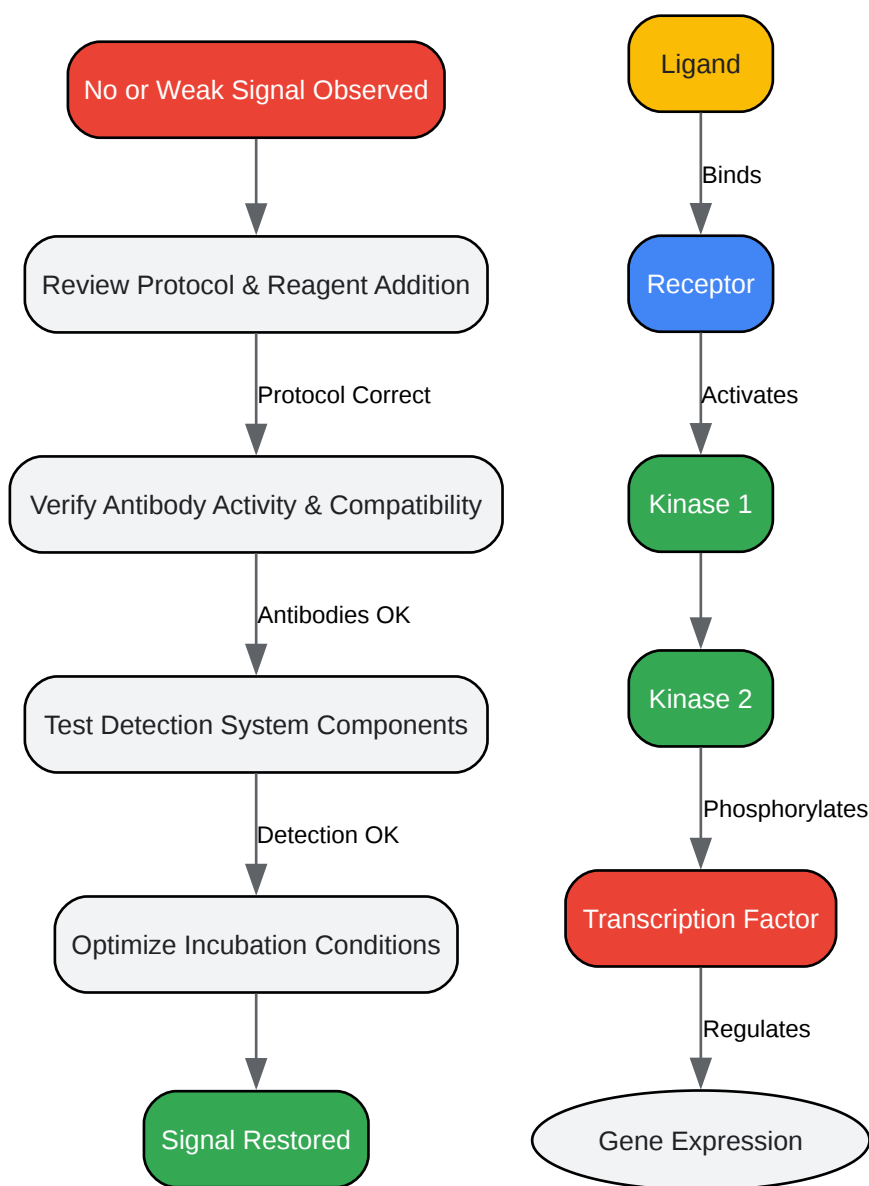 No or Weak Signal Observed
Review Protocol & Reagent Addition
Protocol Correct
Verify Antibody Activity & Compatibility
Antibodies OK
Test Detection System Components
Detection OK
Optimize Incubation Conditions
Signal Restored
Ligand
Binds
Receptor
Activates
Kinase 1
Kinase 2
Phosphorylates
Transcription Factor
Regulates
Gene Expression